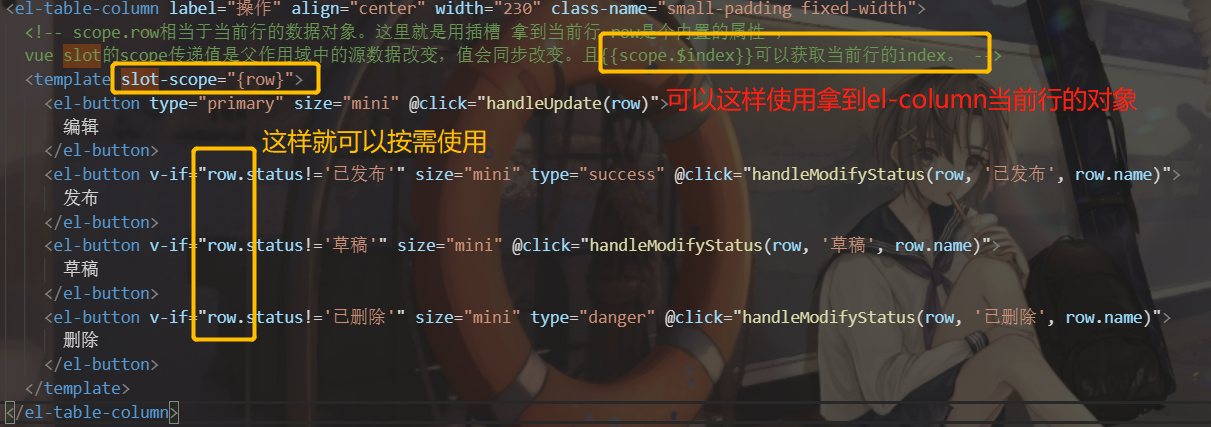 <el-table-column label="操作" align="center" width="230" class-name="small-padding fixed-width">
<!-- scope.row相当于当前行的数据对象。这里就是用插槽 拿到当前行 row是个内置的属性 ，
vue slot的scope传递值是父作用域中的源数据改变，值会同步改变。且{{scope.$index}}可以获取当前行的index。 -->
<template slot-scope="{row}">
<el-button type="primary" size="mini" @click="handleUpdate(row)">
可以这样使用拿到el-column当前行的对象
编辑
</el-button>
这样就可以按需使用
<el-button v-if="row.status!='已发布'" size="mini" type="success" @click="handleModifyStatus(row, '已发布', row.name)">
发布
</el-button>
<el-button v-if="row.status!='草稿'" size="mini" @click="handleModifyStatus(row, '草稿', row.name)">
草稿
</el-button>
<el-button v-if="row.status!='已删除'" size="mini" type="danger" @click="handleModifyStatus(row, '已删除', row.name)">
删除
</el-button>
</template>
</el-table-column>